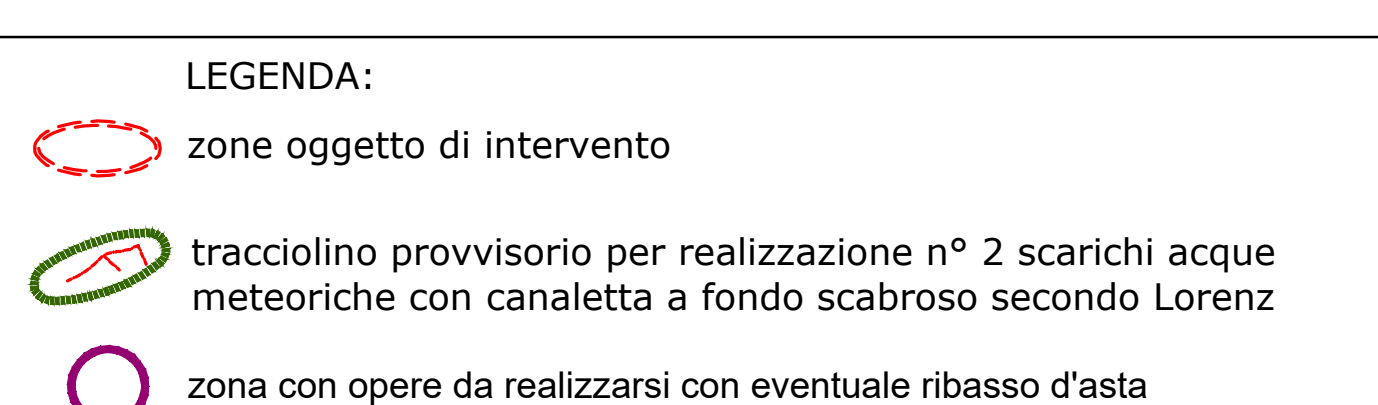 LEGENDA:
zone oggetto di intervento
tracciolino provvisorio per realizzazione n° 2 scarichi acque
meteoriche con canaletta a fondo scabroso secondo Lorenz
zona con opere da realizzarsi con eventuale ribasso d'asta